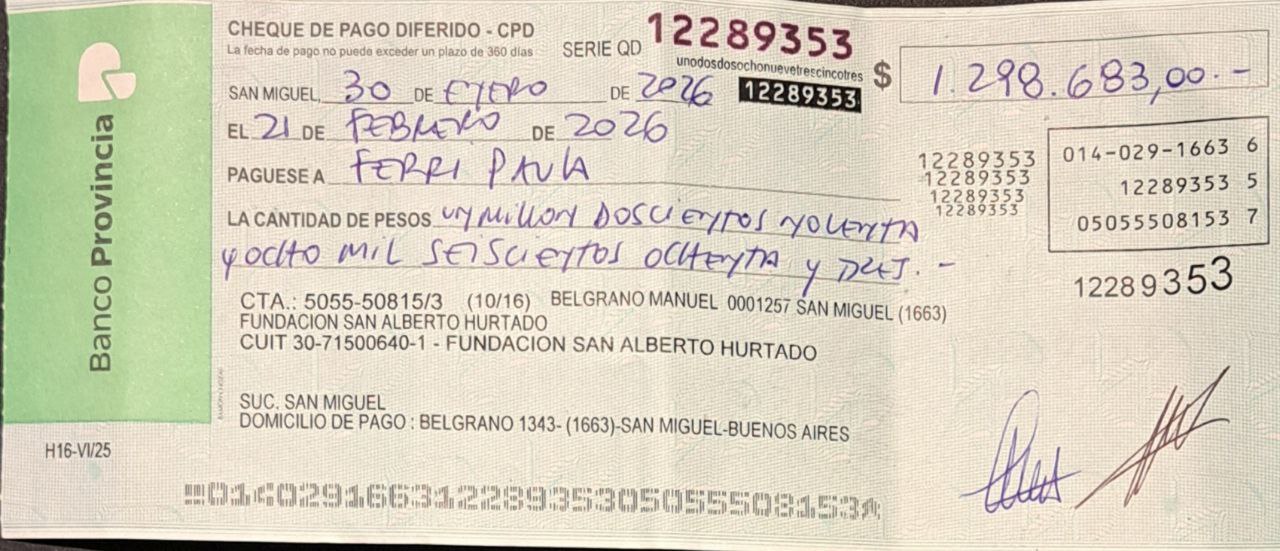 Banco Provincia
H16-VI/25
CHEQUE DE PAGO DIFERIDO - CPD
La fecha de pago no puede exceder un plazo de 360 días
SERIE QD 12289353
unodosdosochonuevetrescincotres
12289353
$ 1.298.683,00.-
SAN MIGUEL, 30 DE ENERO DE 2026
EL 21 DE FEBRERO DE 2026
PAGUESE A FERRI PAULA
12289353
12289353
12289353
12289353
014-029-1663 6
12289353 5
05055508153 7
12289353
LA CANTIDAD DE PESOS UN MILLON DOSCIENTOS NOVENTA
Y OCHO MIL SEISCIENTOS OCHENTA Y TRES.-
CTA.: 5055-50815/3 (10/16) BELGRANO MANUEL 0001257 SAN MIGUEL (1663)
FUNDACION SAN ALBERTO HURTADO
CUIT 30-71500640-1 - FUNDACION SAN ALBERTO HURTADO
SUC. SAN MIGUEL
DOMICILIO DE PAGO : BELGRANO 1343- (1663)-SAN MIGUEL-BUENOS AIRES
01402916631228935305055508153